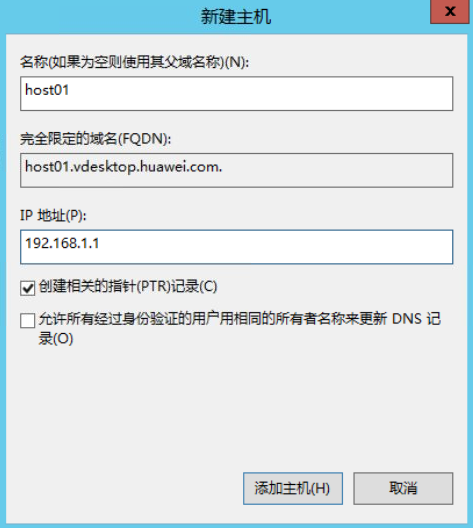 新建主机
x
名称(如果为空则使用其父域名称)(N):
host01
完全限定的域名(FQDN):
host01.vdesktop.huawei.com.
IP 地址(P):
192.168.1.1
创建相关的指针(PTR)记录(C)
允许所有经过身份验证的用户用相同的所有者名称来更新 DNS 记
录(O)
添加主机(H)
取消